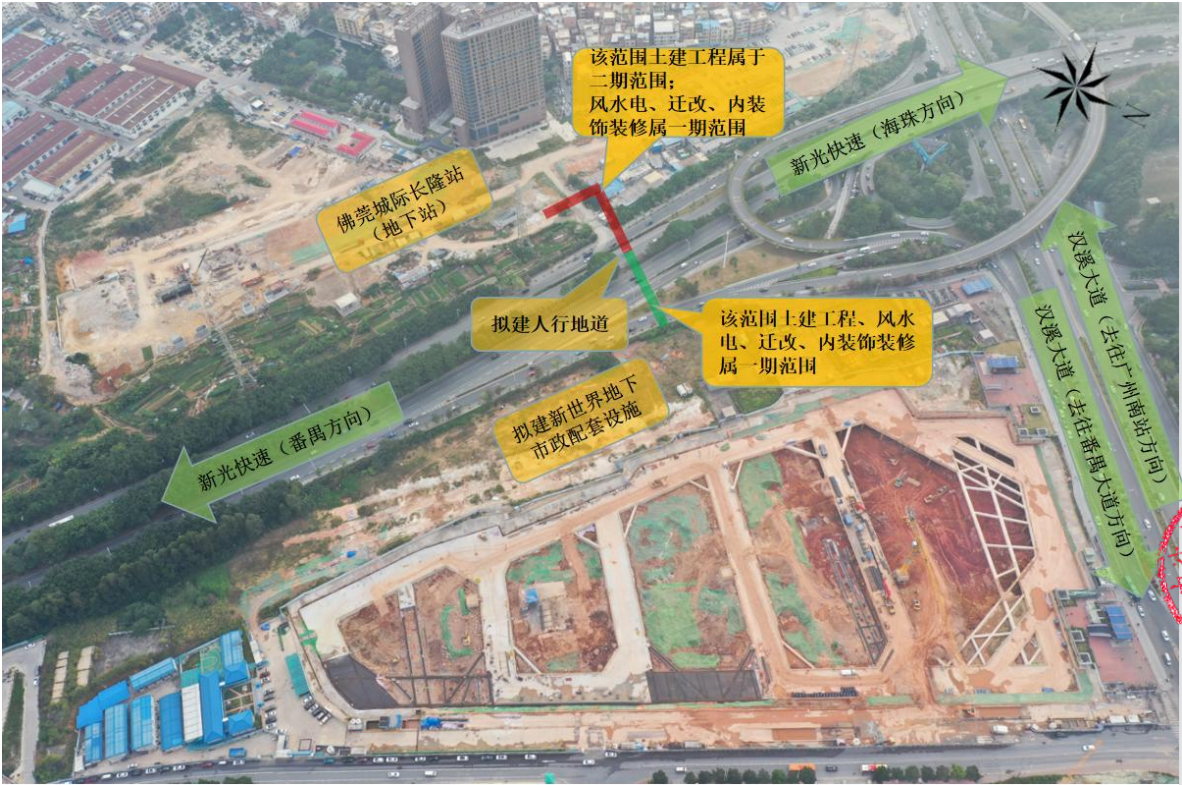 该范围土建工程属于
二期范围；
风水电、迁改、内装
饰装修属一期范围
N
新光快速（海珠方向）
佛莞城际长隆站
（地下站）
汉溪大道（去往广州南站方向）
拟建人行地道
该范围土建工程、风水
电、迁改、内装饰装修
属一期范围
汉溪大道（去往番禺大道方向）
拟建新世界地下
市政配套设施
新光快速（番禺方向）